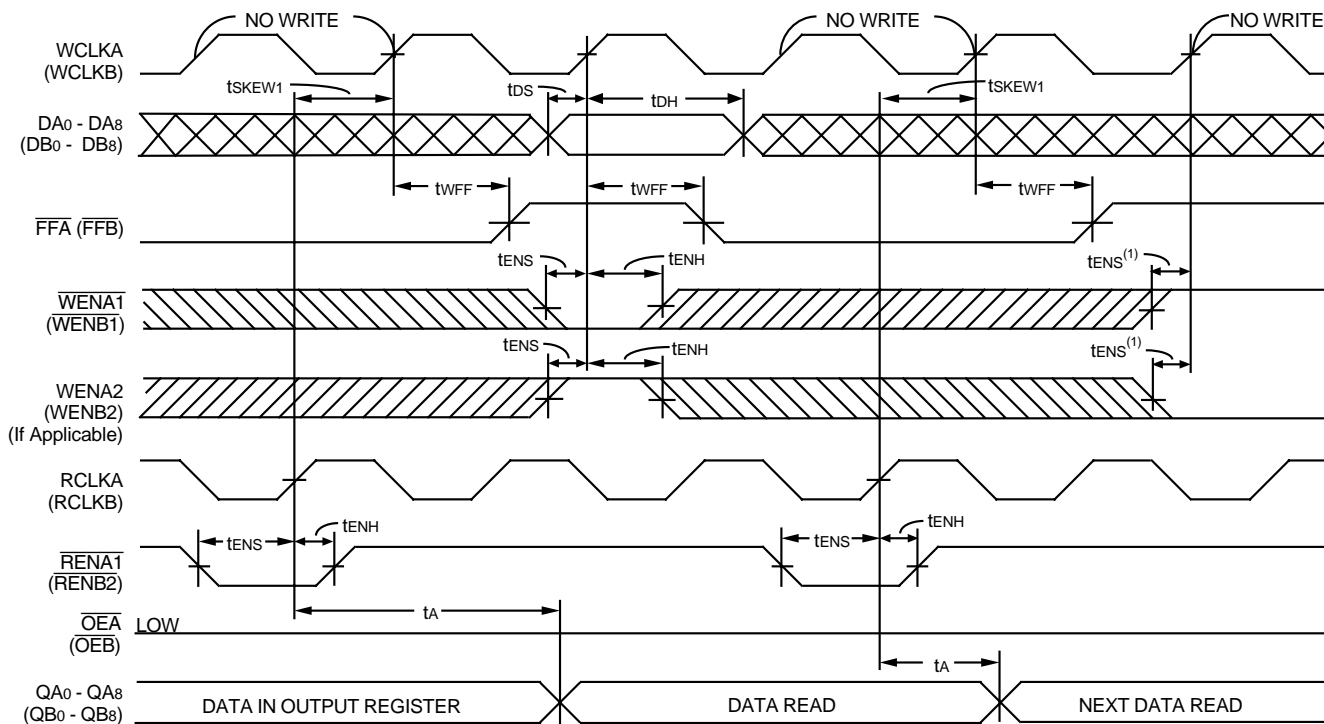 NO WRITE NO WRITE NO WRITE
WCLKA
(WCLKB)
tSKEW1 tDS tDH tSKEW1
DA0 - DA8
(DB0 - DB8)
tWFF tWFF tWFF
FFA (FFB)
tENS tENH tENS(1)
WENA1
(WENB1)
tENS tENH tENS(1)
WENA2
(WENB2)
(If Applicable)
RCLKA
(RCLKB)
tENS tENH tENS tENH
RENA1
(RENB2)
tA
OEA LOW
(OEB)
tA
QA0 - QA8
(QB0 - QB8)
DATA IN OUTPUT REGISTER DATA READ NEXT DATA READ